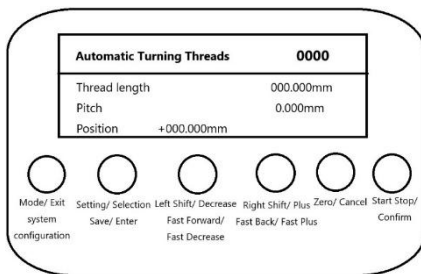 Automatic Turning Threads 0000
Thread length 000.000mm
Pitch 0.000mm
Position +000.000mm
Mode/ Exit system configuration
Setting/ Selection Save/ Enter
Left Shift/ Decrease Fast Forward/ Fast Decrease
Right Shift/ Plus Fast Back/ Fast Plus
Zero/ Cancel
Start Stop/ Confirm